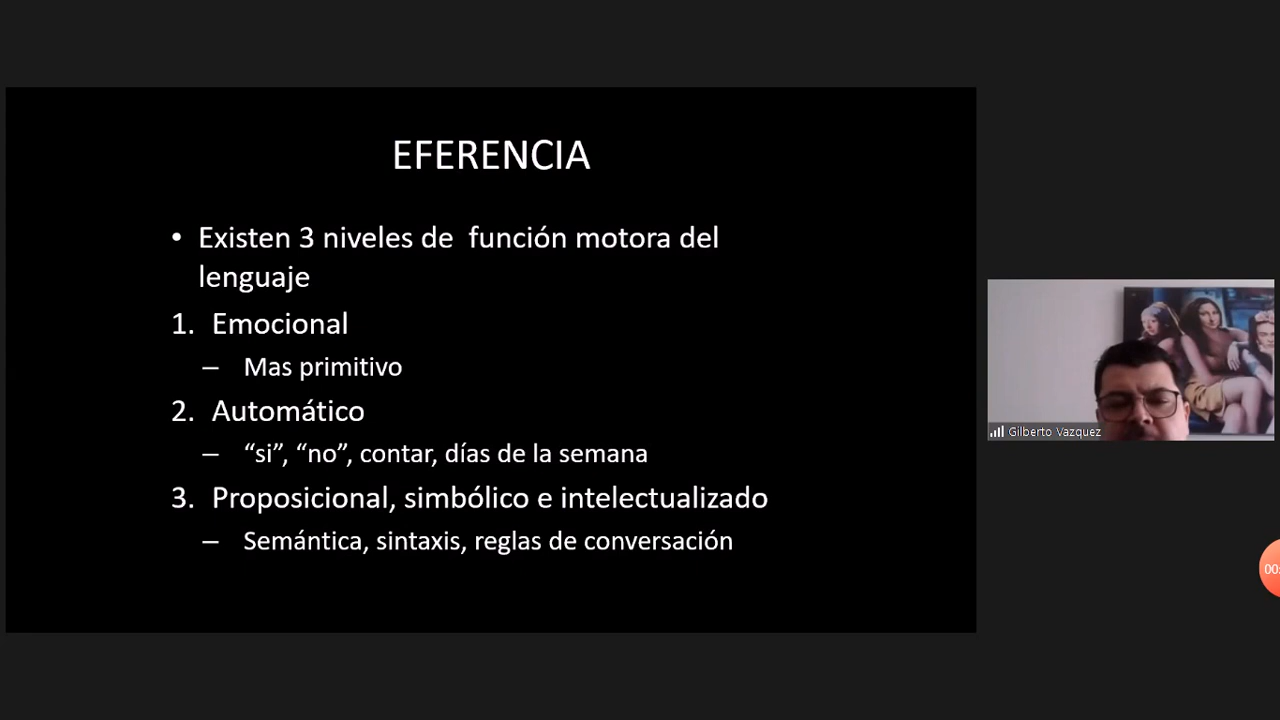 EFERENCIA
• Existen 3 niveles de función motora del
lenguaje
1. Emocional
– Mas primitivo
2. Automático
– “si”, “no”, contar, días de la semana
3. Proposicional, simbólico e intelectualizado
– Semántica, sintaxis, reglas de conversación
Gilberto Vazquez
00: